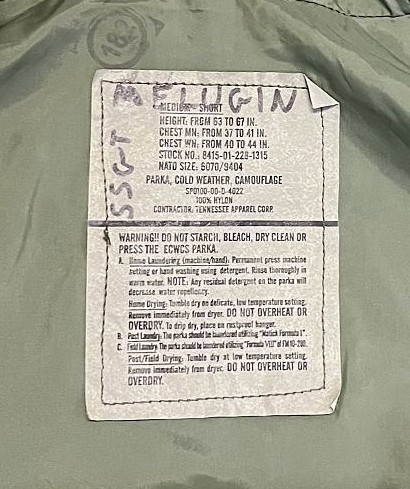 182
MELUGIN
SSGT
MEDIUM-SHORT
HEIGHT: FROM 63 TO 67 IN.
CHEST MN: FROM 37 TO 41 IN.
CHEST WN: FROM 40 TO 44 IN.
STOCK NO.: 8415-01-228-1315
NATO SIZE: 6070/9404
PARKA, COLD WEATHER, CAMOUFLAGE
SPO100-00-D-4022
100% NYLON
CONTRACTOR: TENNESSEE APPAREL CORP.
WARNING!! DO NOT STARCH, BLEACH, DRY CLEAN OR
PRESS THE ECWCS PARKA.
A. Home Laundering (machine/hand): Permanent press machine
setting or hand washing using detergent. Rinse thoroughly in
warm water. NOTE: Any residual detergent on the parka will
decrease water repellency.
Home Drying: Tumble dry on delicate, low temperature setting.
Remove immediately from dryer. DO NOT OVERHEAT OR
OVERDRY. To drip dry, place on rustproof hanger.
B. Post Laundry: The parka should be laundered utilizing "Natick Formula I".
C. Field Laundry: The parka should be laundered utilizing "Formula VIII" of FM 10-280.
Post/Field Drying: Tumble dry at low temperature setting.
Remove immediately from dryer. DO NOT OVERHEAT OR
OVERDRY.